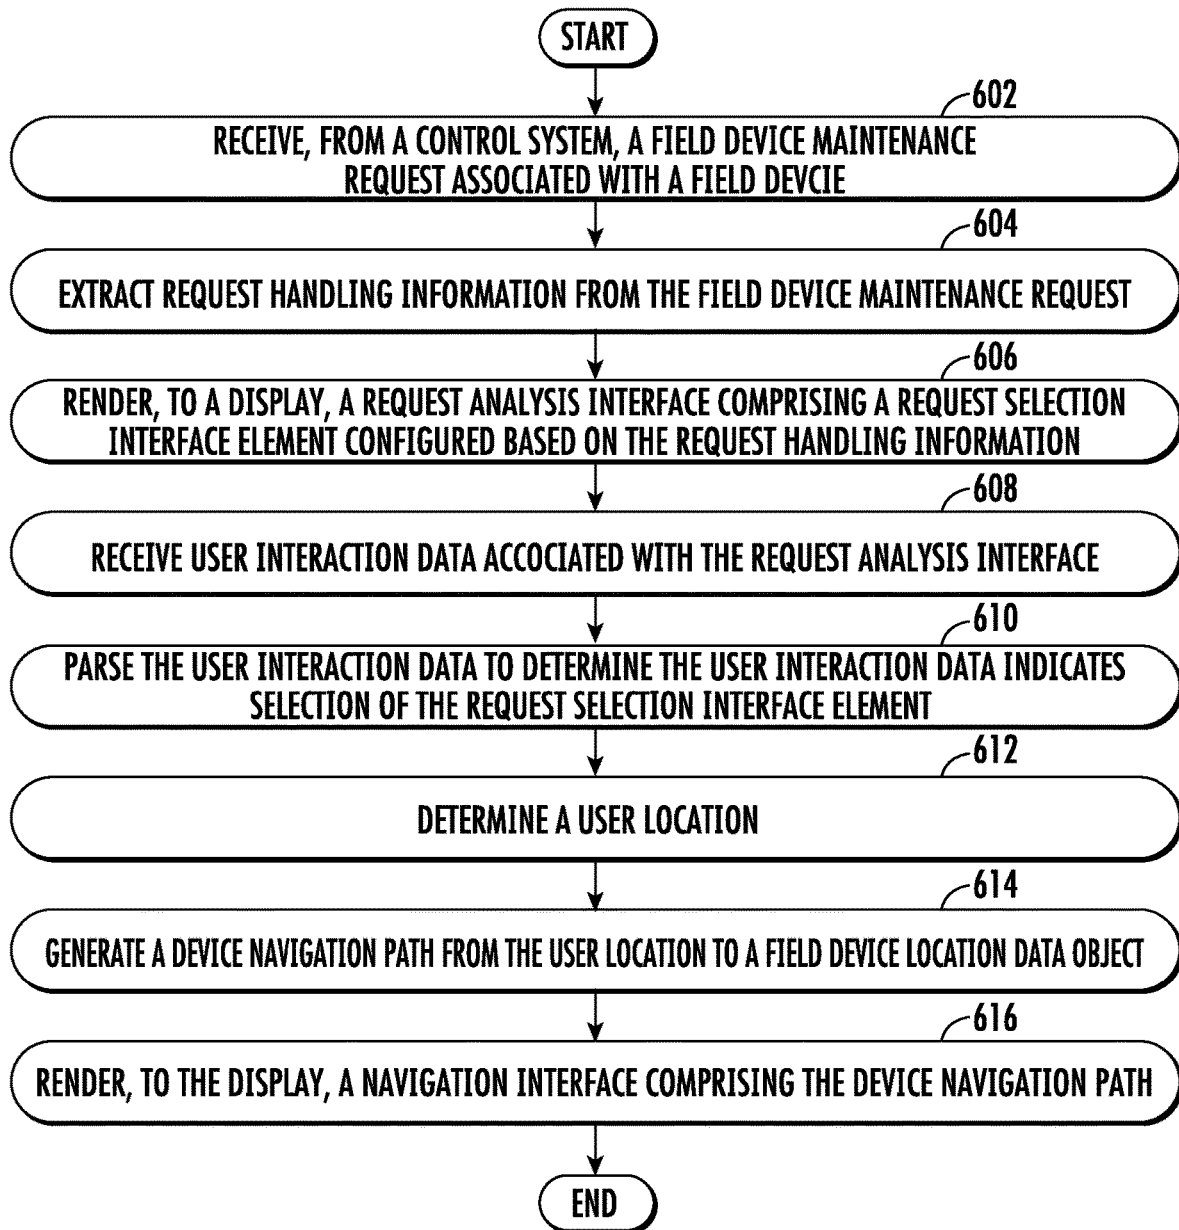 START
602
RECEIVE, FROM A CONTROL SYSTEM, A FIELD DEVICE MAINTENANCE
REQUEST ASSOCIATED WITH A FIELD DEVCIE
604
EXTRACT REQUEST HANDLING INFORMATION FROM THE FIELD DEVICE MAINTENANCE REQUEST
606
RENDER, TO A DISPLAY, A REQUEST ANALYSIS INTERFACE COMPRISING A REQUEST SELECTION
INTERFACE ELEMENT CONFIGURED BASED ON THE REQUEST HANDLING INFORMATION
608
RECEIVE USER INTERACTION DATA ACCOCIATED WITH THE REQUEST ANALYSIS INTERFACE
610
PARSE THE USER INTERACTION DATA TO DETERMINE THE USER INTERACTION DATA INDICATES
SELECTION OF THE REQUEST SELECTION INTERFACE ELEMENT
612
DETERMINE A USER LOCATION
614
GENERATE A DEVICE NAVIGATION PATH FROM THE USER LOCATION TO A FIELD DEVICE LOCATION DATA OBJECT
616
RENDER, TO THE DISPLAY, A NAVIGATION INTERFACE COMPRISING THE DEVICE NAVIGATION PATH
END